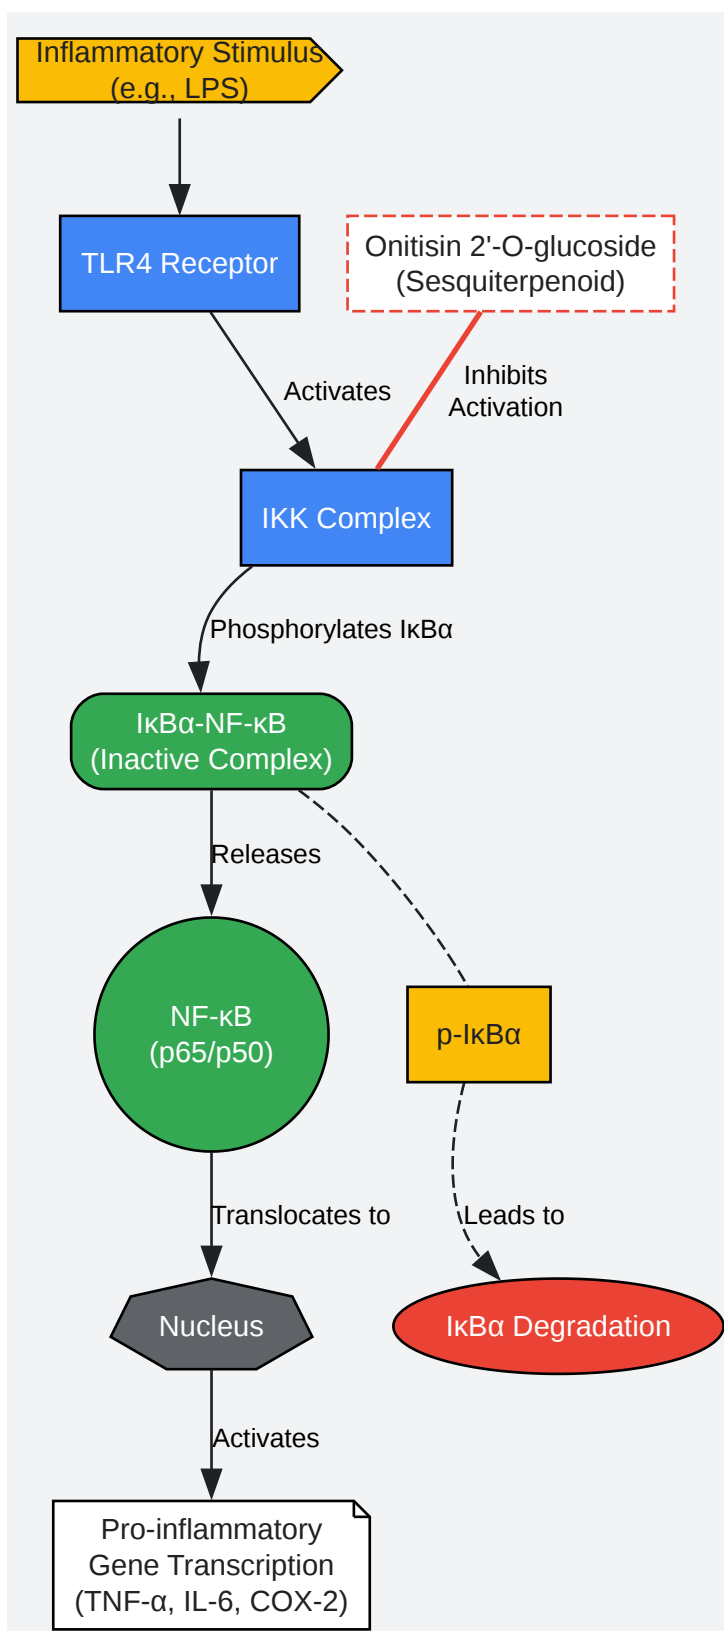 Inflammatory Stimulus
(e.g., LPS)
TLR4 Receptor
Onitisin 2'-O-glucoside
(Sesquiterpenoid)
Activates
Inhibits
Activation
IKK Complex
Phosphorylates IκBα
IκBα-NF-κB
(Inactive Complex)
Releases
NF-κB
(p65/p50)
p-IκBα
Translocates to
Leads to
Nucleus
IκBα Degradation
Activates
Pro-inflammatory
Gene Transcription
(TNF-α, IL-6, COX-2)